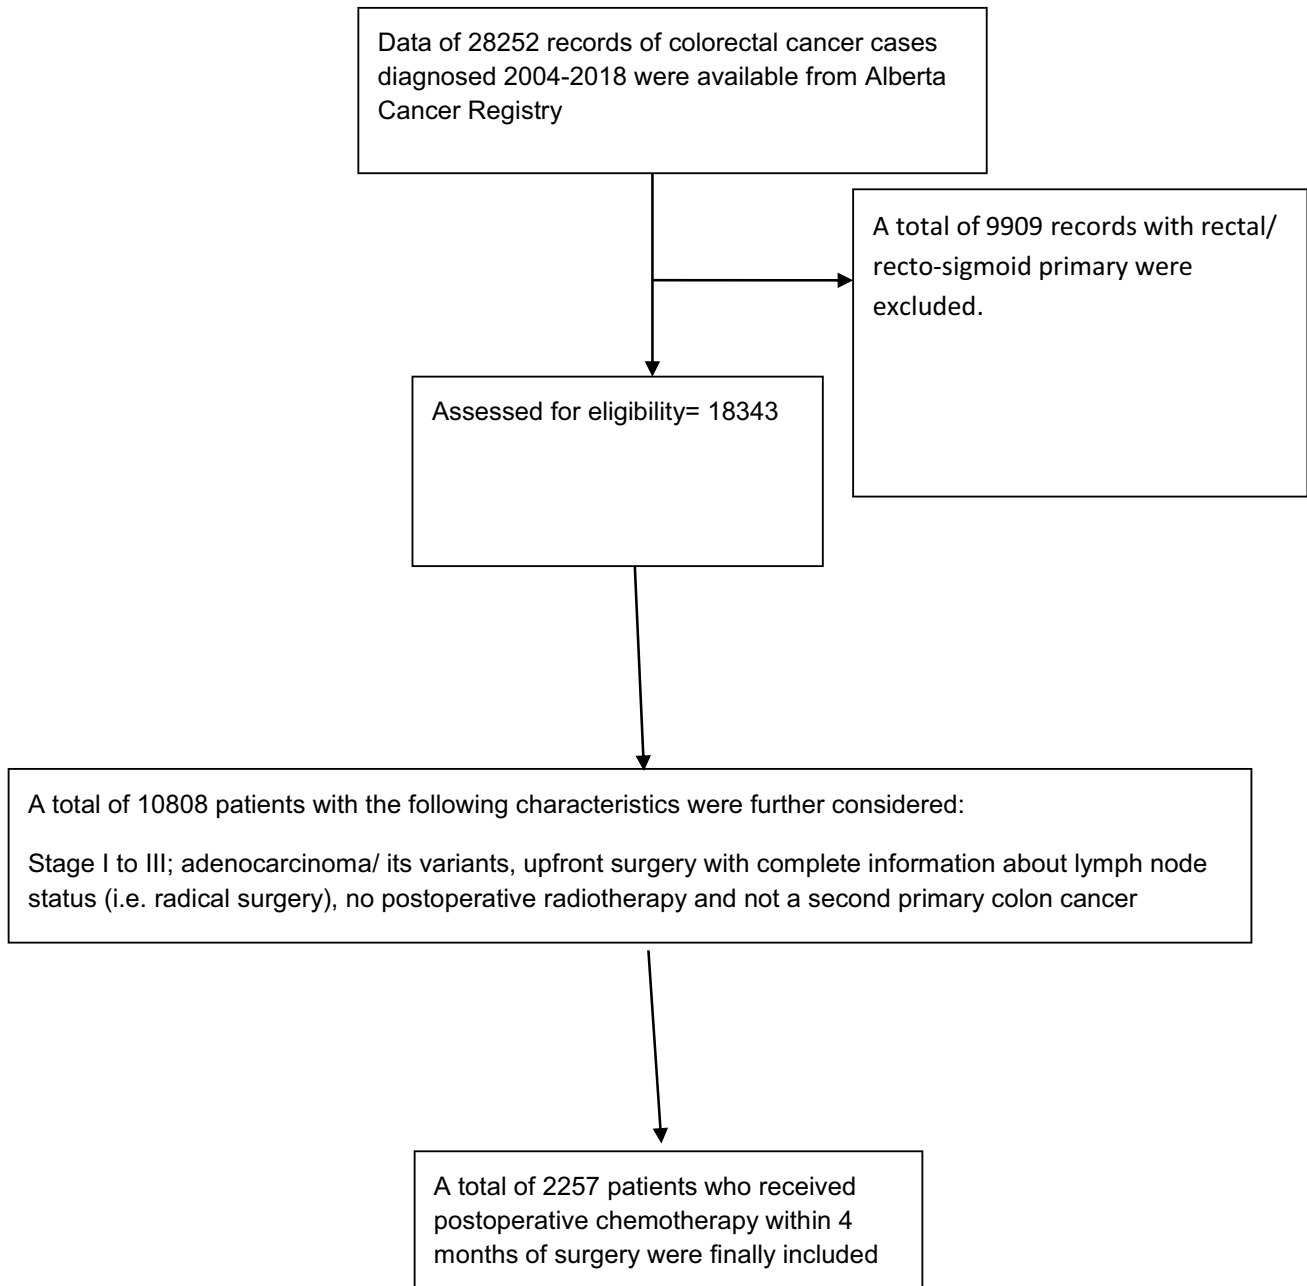 Data of 28252 records of colorectal cancer cases
diagnosed 2004-2018 were available from Alberta
Cancer Registry
A total of 9909 records with rectal/
recto-sigmoid primary were
excluded.
Assessed for eligibility= 18343
A total of 10808 patients with the following characteristics were further considered:
Stage I to III; adenocarcinoma/ its variants, upfront surgery with complete information about lymph node
status (i.e. radical surgery), no postoperative radiotherapy and not a second primary colon cancer
A total of 2257 patients who received
postoperative chemotherapy within 4
months of surgery were finally included